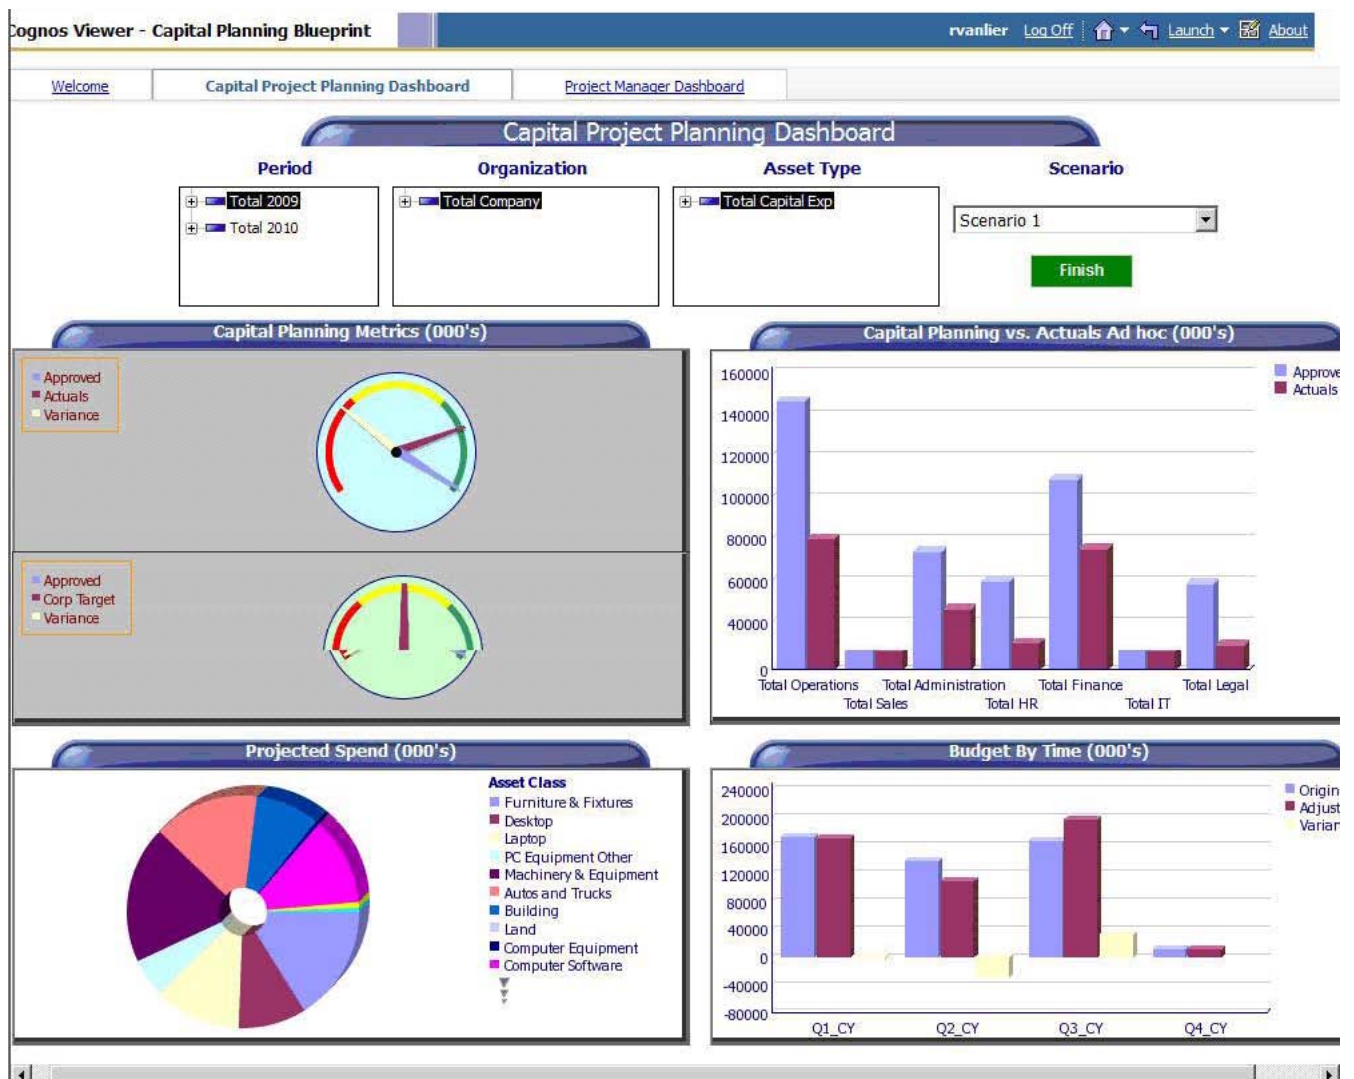 Cognos Viewer - Capital Planning Blueprint
rvanlier Log Off Launch About
Welcome Capital Project Planning Dashboard Project Manager Dashboard
Capital Project Planning Dashboard
Period Organization Asset Type Scenario
Total 2009 Total Company Total Capital Exp
Total 2010
Scenario 1
Finish
Capital Planning Metrics (000's)
Approved
Actuals
Variance
Approved
Corp Target
Variance
Capital Planning vs. Actuals Ad hoc (000's)
160000
140000
120000
100000
80000
60000
40000
0
Approve
Actuals
Total Operations Total Administration Total Finance Total Legal
Total Sales Total HR Total IT
Projected Spend (000's)
Asset Class
Furniture & Fixtures
Desktop
Laptop
PC Equipment Other
Machinery & Equipment
Autos and Trucks
Building
Land
Computer Equipment
Computer Software
Budget By Time (000's)
240000
200000
160000
120000
80000
40000
0
-40000
-80000
Origin
Adjust
Varian
Q1_CY Q2_CY Q3_CY Q4_CY